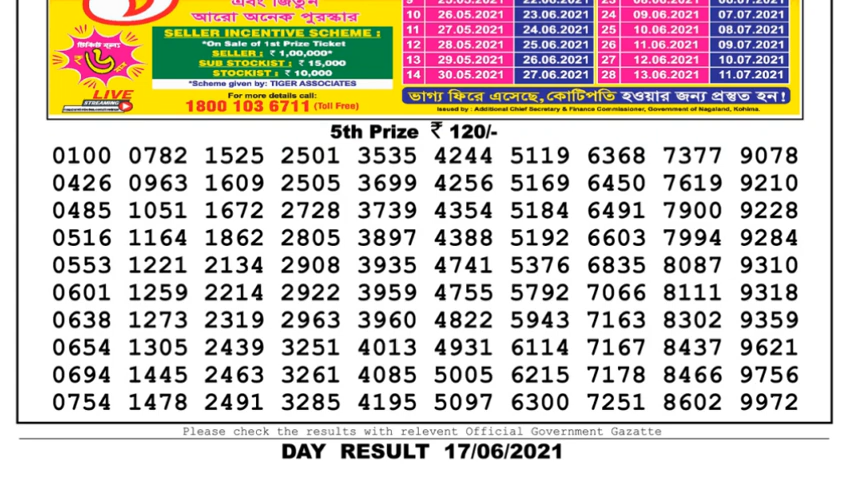 এবং জিতুন
আরো অনেক পুরস্কার
SELLER INCENTIVE SCHEME :
*On Sale of 1st Prize Ticket
SELLER : ₹ 1,00,000*
SUB STOCKIST : ₹ 15,000
STOCKIST : ₹ 10,000
*Scheme given by: TIGER ASSOCIATES
For more details call:
1800 103 6711 (Toll Free)
টিকিট মূল্য
₹ ৬
LIVE
STREAMING
10 26.05.2021 23.06.2021 24 09.06.2021 07.07.2021
11 27.05.2021 24.06.2021 25 10.06.2021 08.07.2021
12 28.05.2021 25.06.2021 26 11.06.2021 09.07.2021
13 29.05.2021 26.06.2021 27 12.06.2021 10.07.2021
14 30.05.2021 27.06.2021 28 13.06.2021 11.07.2021
ভাগ্য ফিরে এসেছে, কোটিপতি হওয়ার জন্য প্রস্তুত হন!
Issued by : Additional Chief Secretary & Finance Commissioner, Government of Nagaland, Kohima.
5th Prize ₹ 120/-
0100 0782 1525 2501 3535 4244 5119 6368 7377 9078
0426 0963 1609 2505 3699 4256 5169 6450 7619 9210
0485 1051 1672 2728 3739 4354 5184 6491 7900 9228
0516 1164 1862 2805 3897 4388 5192 6603 7994 9284
0553 1221 2134 2908 3935 4741 5376 6835 8087 9310
0601 1259 2214 2922 3959 4755 5792 7066 8111 9318
0638 1273 2319 2963 3960 4822 5943 7163 8302 9359
0654 1305 2439 3251 4013 4931 6114 7167 8437 9621
0694 1445 2463 3261 4085 5005 6215 7178 8466 9756
0754 1478 2491 3285 4195 5097 6300 7251 8602 9972
Please check the results with relevent Official Government Gazatte
DAY RESULT 17/06/2021